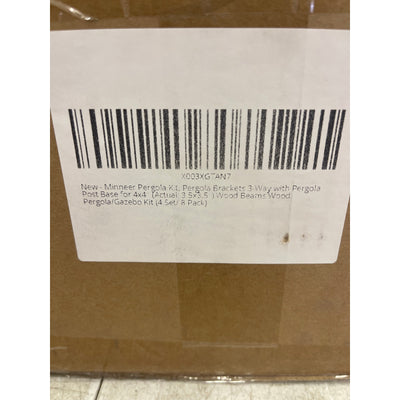 X003XGTAN7
New - Minneer Pergola Kit, Pergola Brackets 3-Way with Pergola
Post Base for 4x4" (Actual: 3.5x3.5") Wood Beams,Wood
Pergola/Gazebo Kit (4 Set/ 8 Pack)